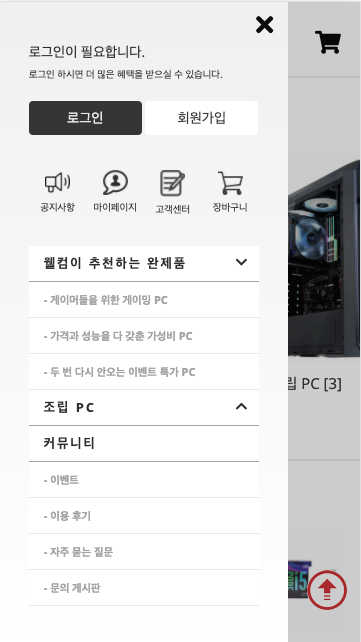 로그인이 필요합니다.
로그인 하시면 더 많은 혜택을 받으실 수 있습니다.
로그인 회원가입
공지사항 마이페이지 고객센터 장바구니
웰컴이 추천하는 완제품
- 게이머들을 위한 게이밍 PC
- 가격과 성능을 다 갖춘 가성비 PC
- 두 번 다시 안오는 이벤트 특가 PC
립 PC [3]
조립 PC
커뮤니티
- 이벤트
- 이용 후기
- 자주 묻는 질문
- 문의 게시판
i5